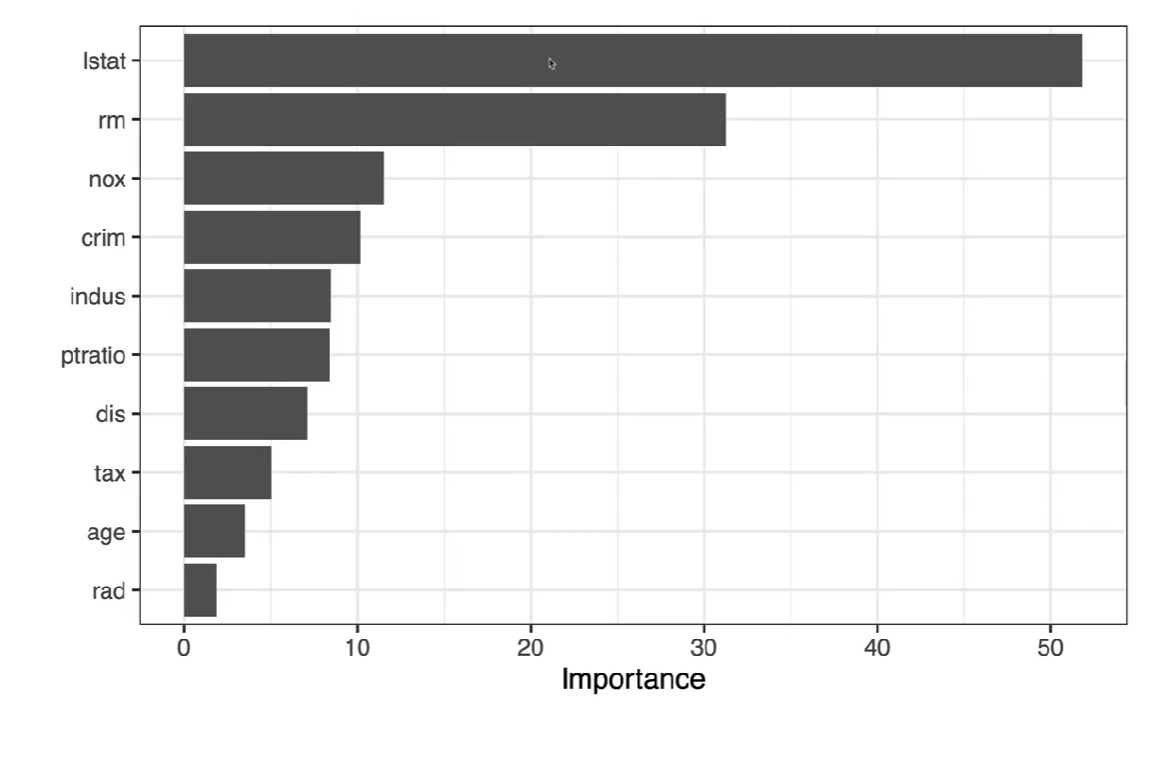 lstat
rm
nox
crim
indus
ptratio
dis
tax
age
rad
0 10 20 30 40 50
Importance